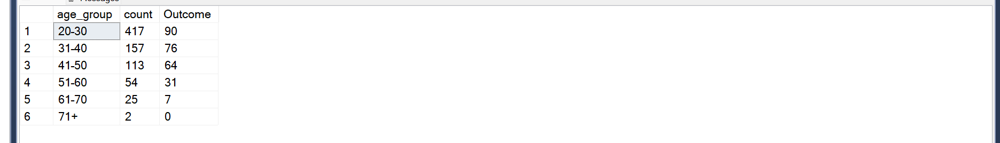 Messages
age_group count Outcome
1 20-30 417 90
2 31-40 157 76
3 41-50 113 64
4 51-60 54 31
5 61-70 25 7
6 71+ 2 0